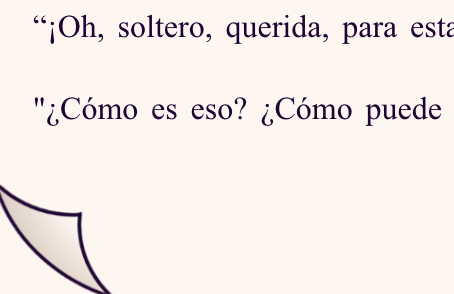 “¡Oh, soltero, querida, para esta
"¿Cómo es eso? ¿Cómo puede